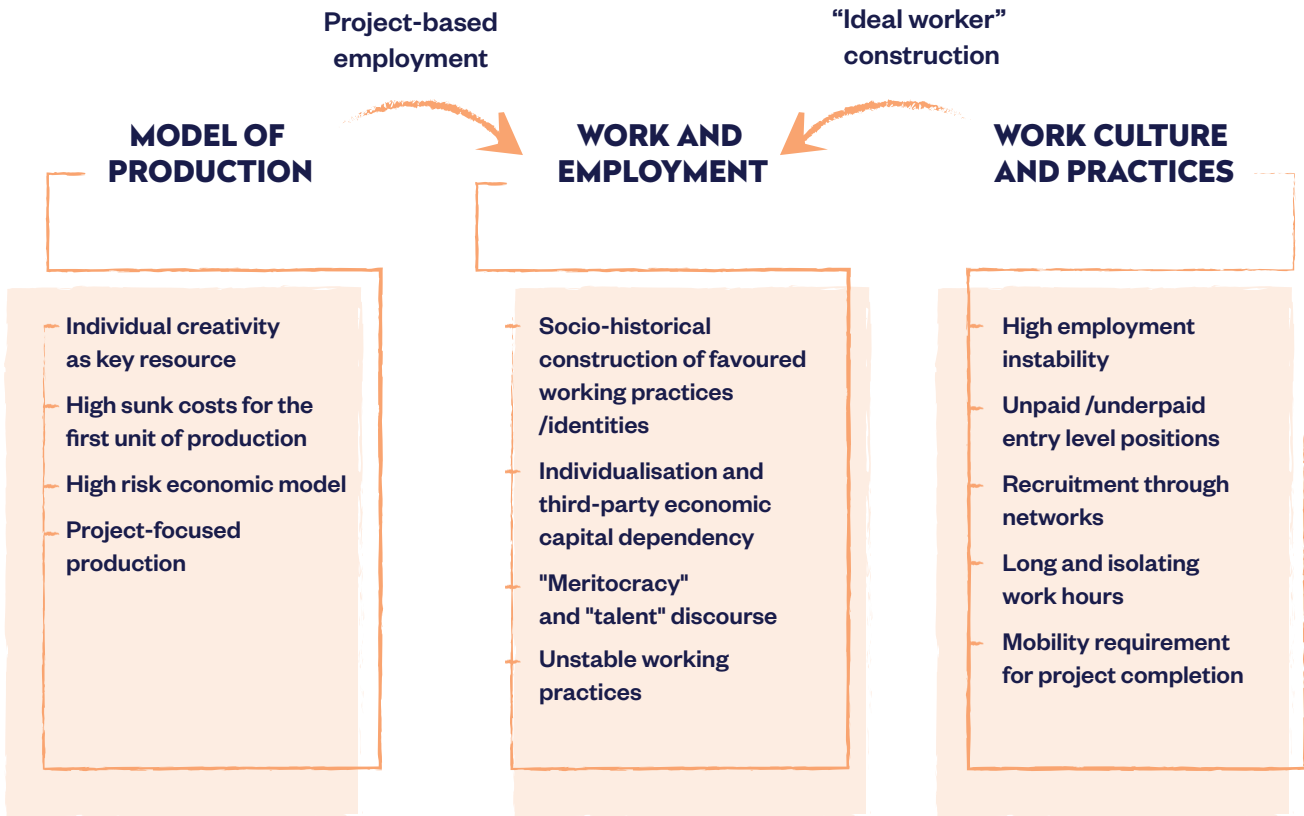 Project-based
employment
“Ideal worker”
construction
MODEL OF
PRODUCTION
WORK AND
EMPLOYMENT
WORK CULTURE
AND PRACTICES
Individual creativity
as key resource
High sunk costs for the
first unit of production
High risk economic model
Project-focused
production
Socio-historical
construction of favoured
working practices
/identities
Individualisation and
third-party economic
capital dependency
"Meritocracy"
and "talent" discourse
Unstable working
practices
High employment
instability
Unpaid /underpaid
entry level positions
Recruitment through
networks
Long and isolating
work hours
Mobility requirement
for project completion